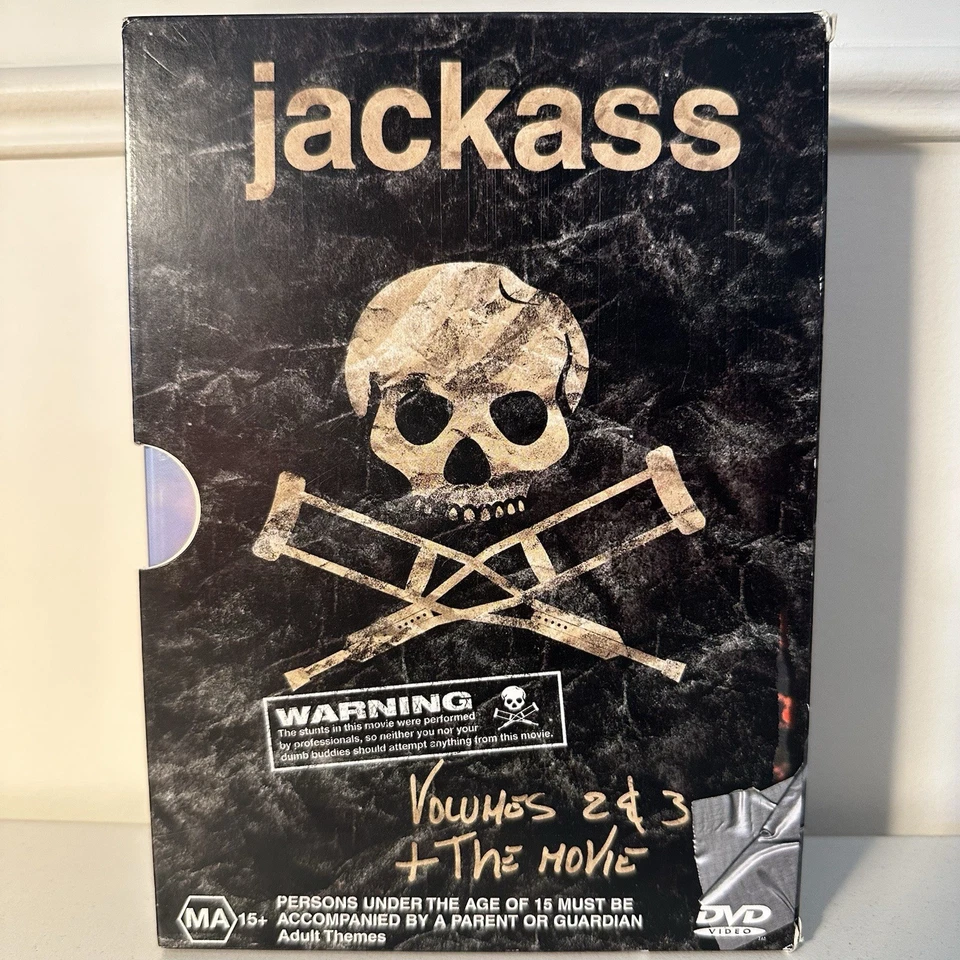 jackass
WARNING
The stunts in this movie were performed
by professionals, so neither you nor your
dumb buddies should attempt anything from this movie.
VOLUMES 2 & 3
+ THE MOVIE
MA 15+
PERSONS UNDER THE AGE OF 15 MUST BE
ACCOMPANIED BY A PARENT OR GUARDIAN
Adult Themes
DVD
VIDEO
TM